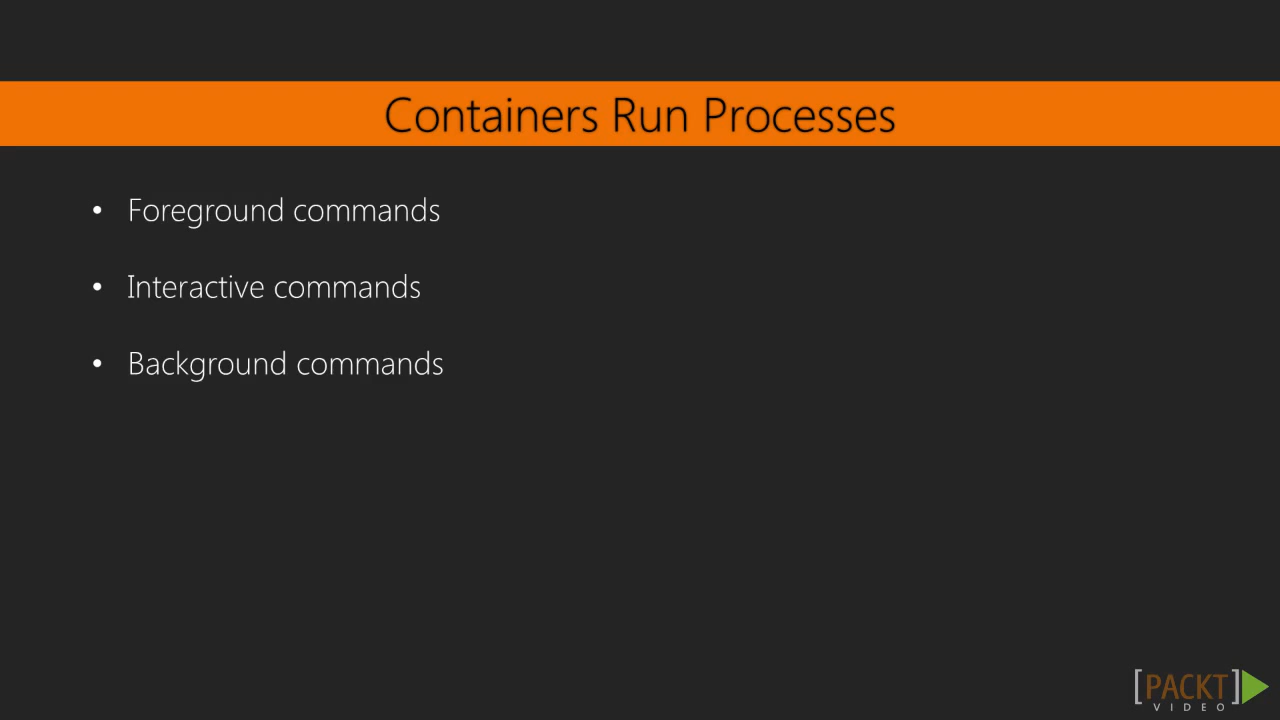 Containers Run Processes
• Foreground commands
• Interactive commands
• Background commands
[PACKT]
VIDEO